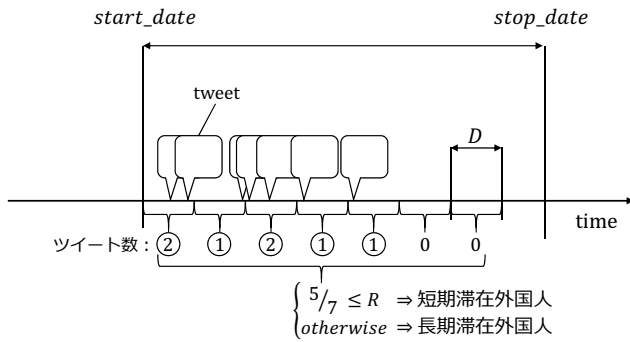 start_date stop_date
tweet
D
time
ツイート数 : ② ① ② ① ① 0 0
5/7 ≤ R ⇒ 短期滞在外国人
otherwise ⇒ 長期滞在外国人